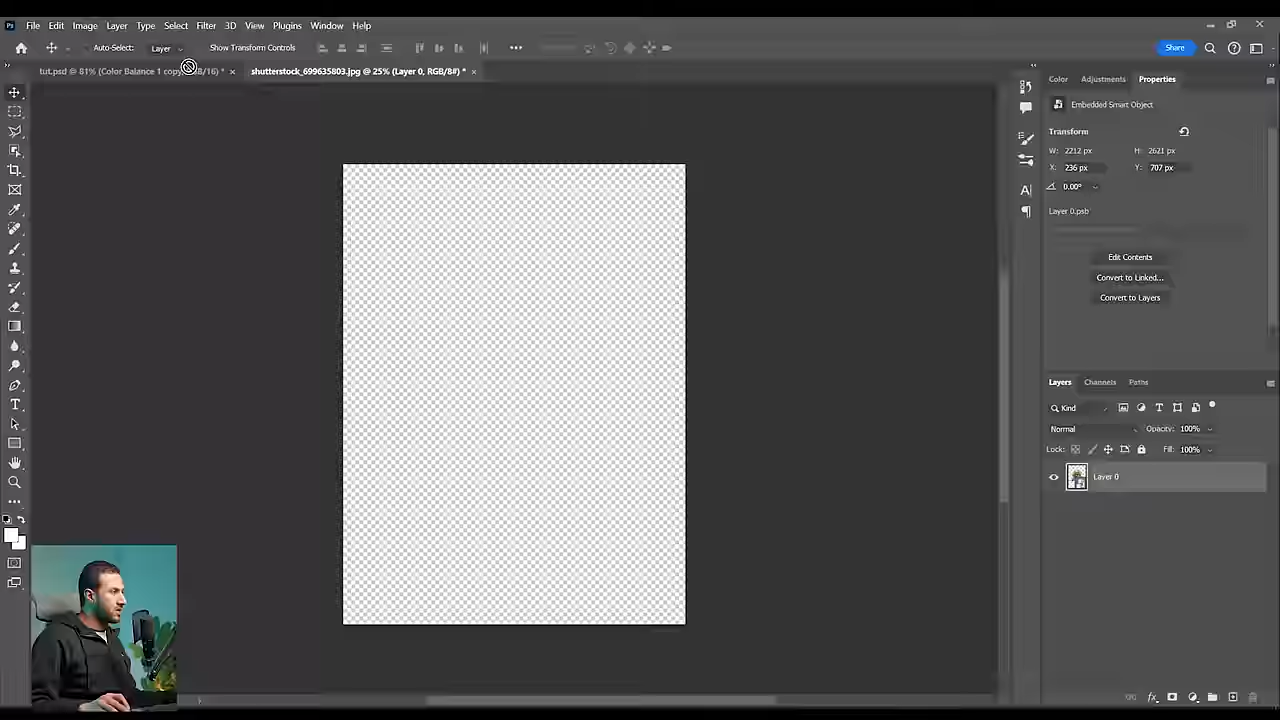 Ps File Edit Image Layer Type Select Filter 3D View Plugins Window Help
Auto-Select: Layer Show Transform Controls Share
tut.psd @ 81% (Color Balance 1 copy 8/16) * × shutterstock_699635803.jpg @ 25% (Layer 0, RGB/8#) * ×
Color Adjustments Properties
Embedded Smart Object
Transform
W: 2212 px H: 2621 px
X: 236 px Y: 707 px
0.00°
Layer 0.psb
Edit Contents
Convert to Linked...
Convert to Layers
Layers Channels Paths
Kind
Normal Opacity: 100%
Lock: Fill: 100%
Layer 0